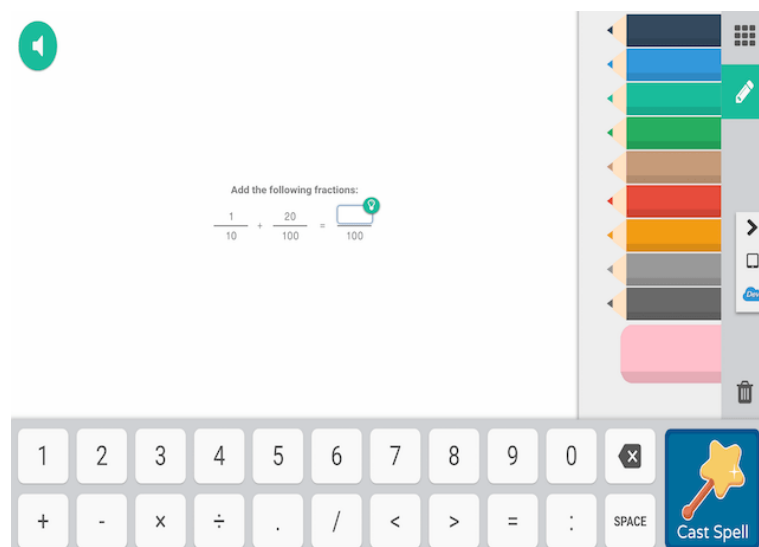 Add the following fractions:
1/10 + 20/100 = /100
1 2 3 4 5 6 7 8 9 0
+ - × ÷ . / < > = : SPACE
Cast Spell